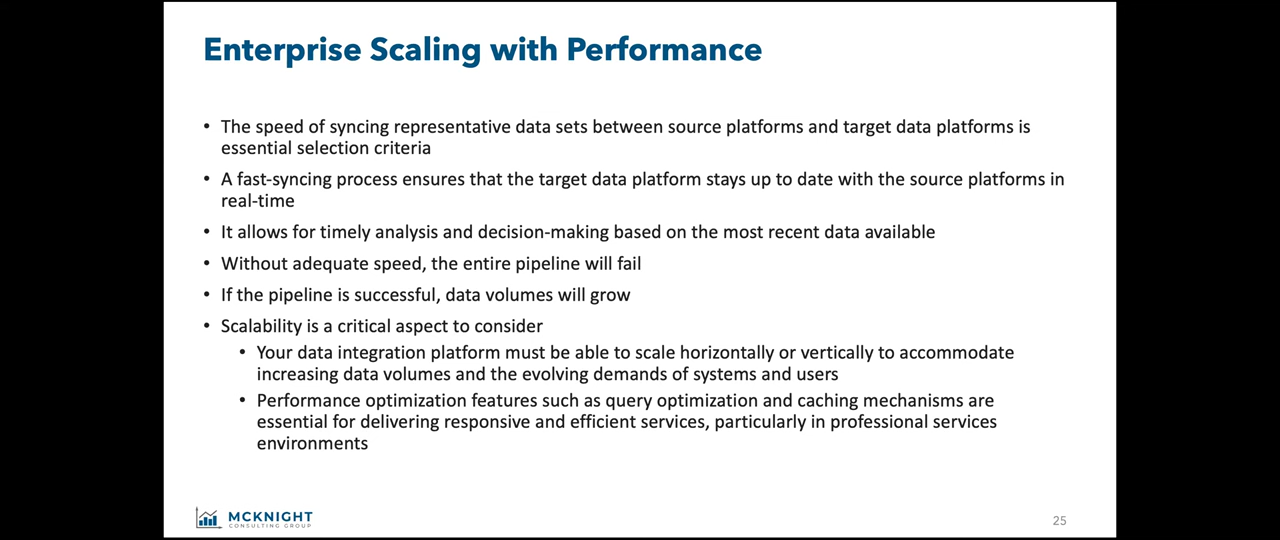 Enterprise Scaling with Performance
• The speed of syncing representative data sets between source platforms and target data platforms is
essential selection criteria
• A fast-syncing process ensures that the target data platform stays up to date with the source platforms in
real-time
• It allows for timely analysis and decision-making based on the most recent data available
• Without adequate speed, the entire pipeline will fail
• If the pipeline is successful, data volumes will grow
• Scalability is a critical aspect to consider
• Your data integration platform must be able to scale horizontally or vertically to accommodate
increasing data volumes and the evolving demands of systems and users
• Performance optimization features such as query optimization and caching mechanisms are
essential for delivering responsive and efficient services, particularly in professional services
environments
MCKNIGHT
CONSULTING GROUP
25